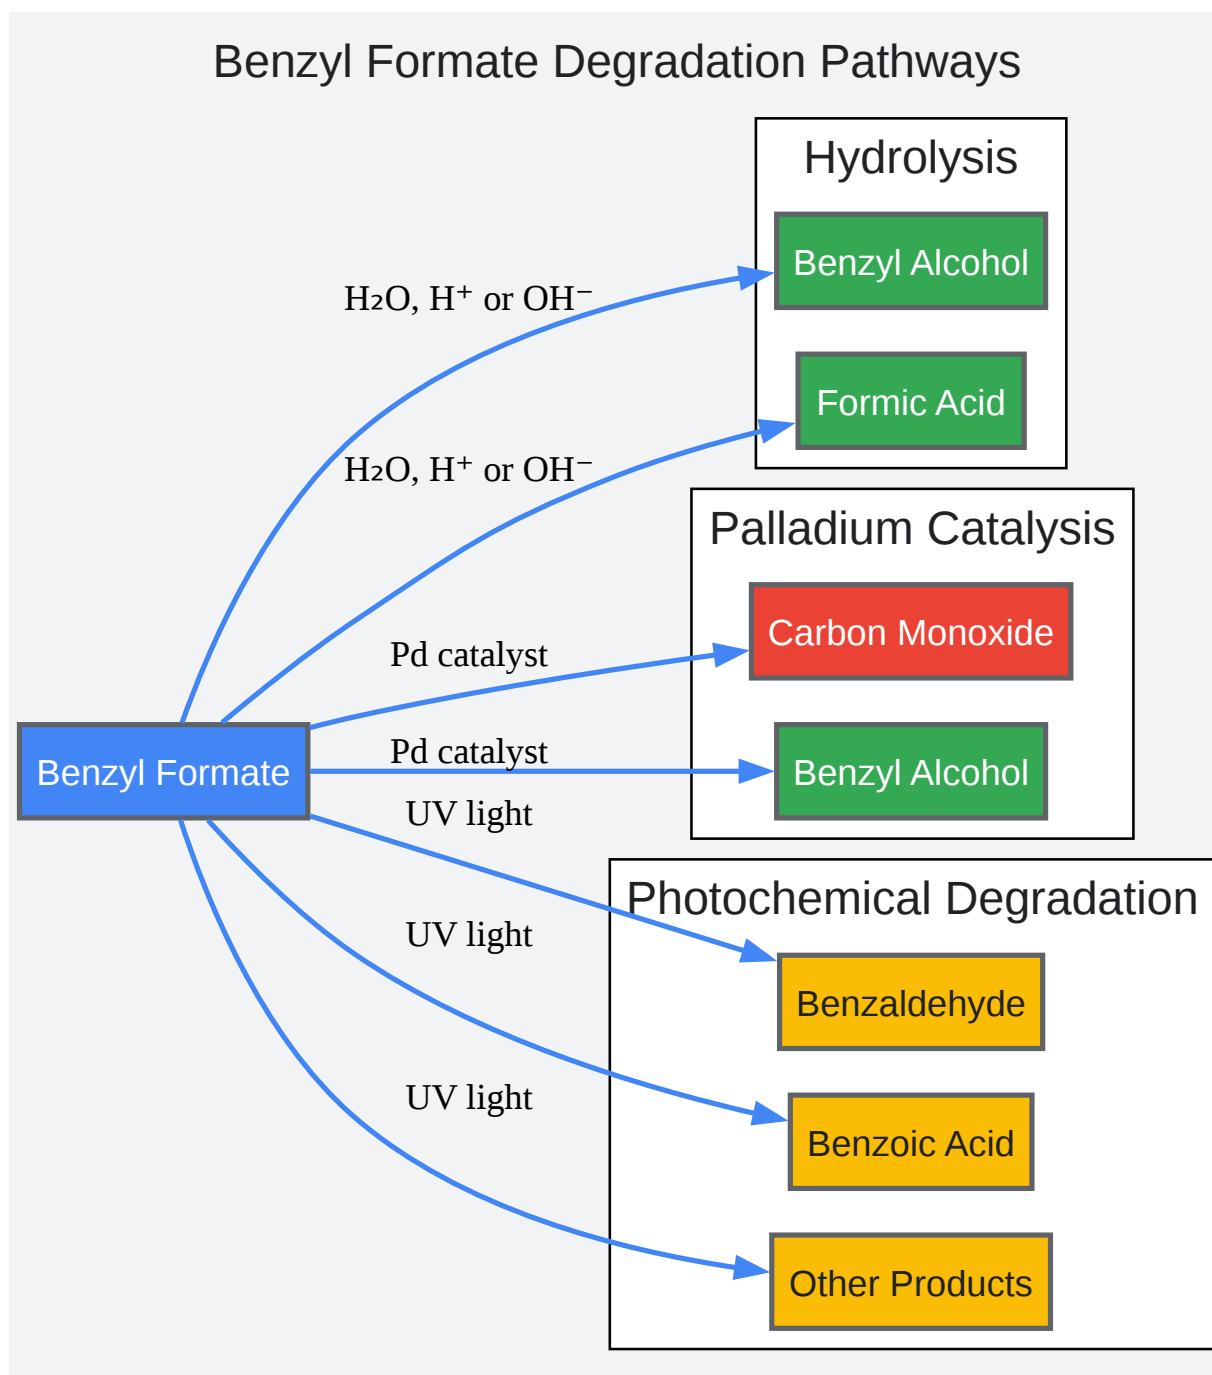 Benzyl Formate Degradation Pathways
Hydrolysis
Benzyl Alcohol
H₂O, H⁺ or OH⁻
Formic Acid
H₂O, H⁺ or OH⁻
Palladium Catalysis
Carbon Monoxide
Pd catalyst
Pd catalyst
Benzyl Formate
Benzyl Alcohol
UV light
Photochemical Degradation
UV light
Benzaldehyde
UV light
Benzoic Acid
Other Products